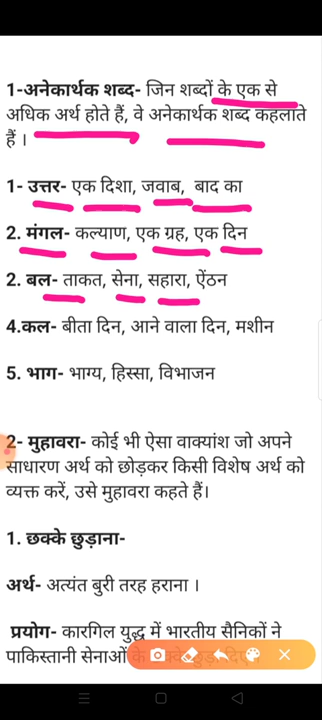 1-अनेकार्थक शब्द- जिन शब्दों के एक से
अधिक अर्थ होते हैं, वे अनेकार्थक शब्द कहलाते
हैं ।
1- उत्तर- एक दिशा, जवाब, बाद का
2. मंगल- कल्याण, एक ग्रह, एक दिन
2. बल- ताकत, सेना, सहारा, ऐंठन
4.कल- बीता दिन, आने वाला दिन, मशीन
5. भाग- भाग्य, हिस्सा, विभाजन
2- मुहावरा- कोई भी ऐसा वाक्यांश जो अपने
साधारण अर्थ को छोड़कर किसी विशेष अर्थ को
व्यक्त करें, उसे मुहावरा कहते हैं।
1. छक्के छुड़ाना-
अर्थ- अत्यंत बुरी तरह हराना ।
प्रयोग- कारगिल युद्ध में भारतीय सैनिकों ने
पाकिस्तानी सेनाओं